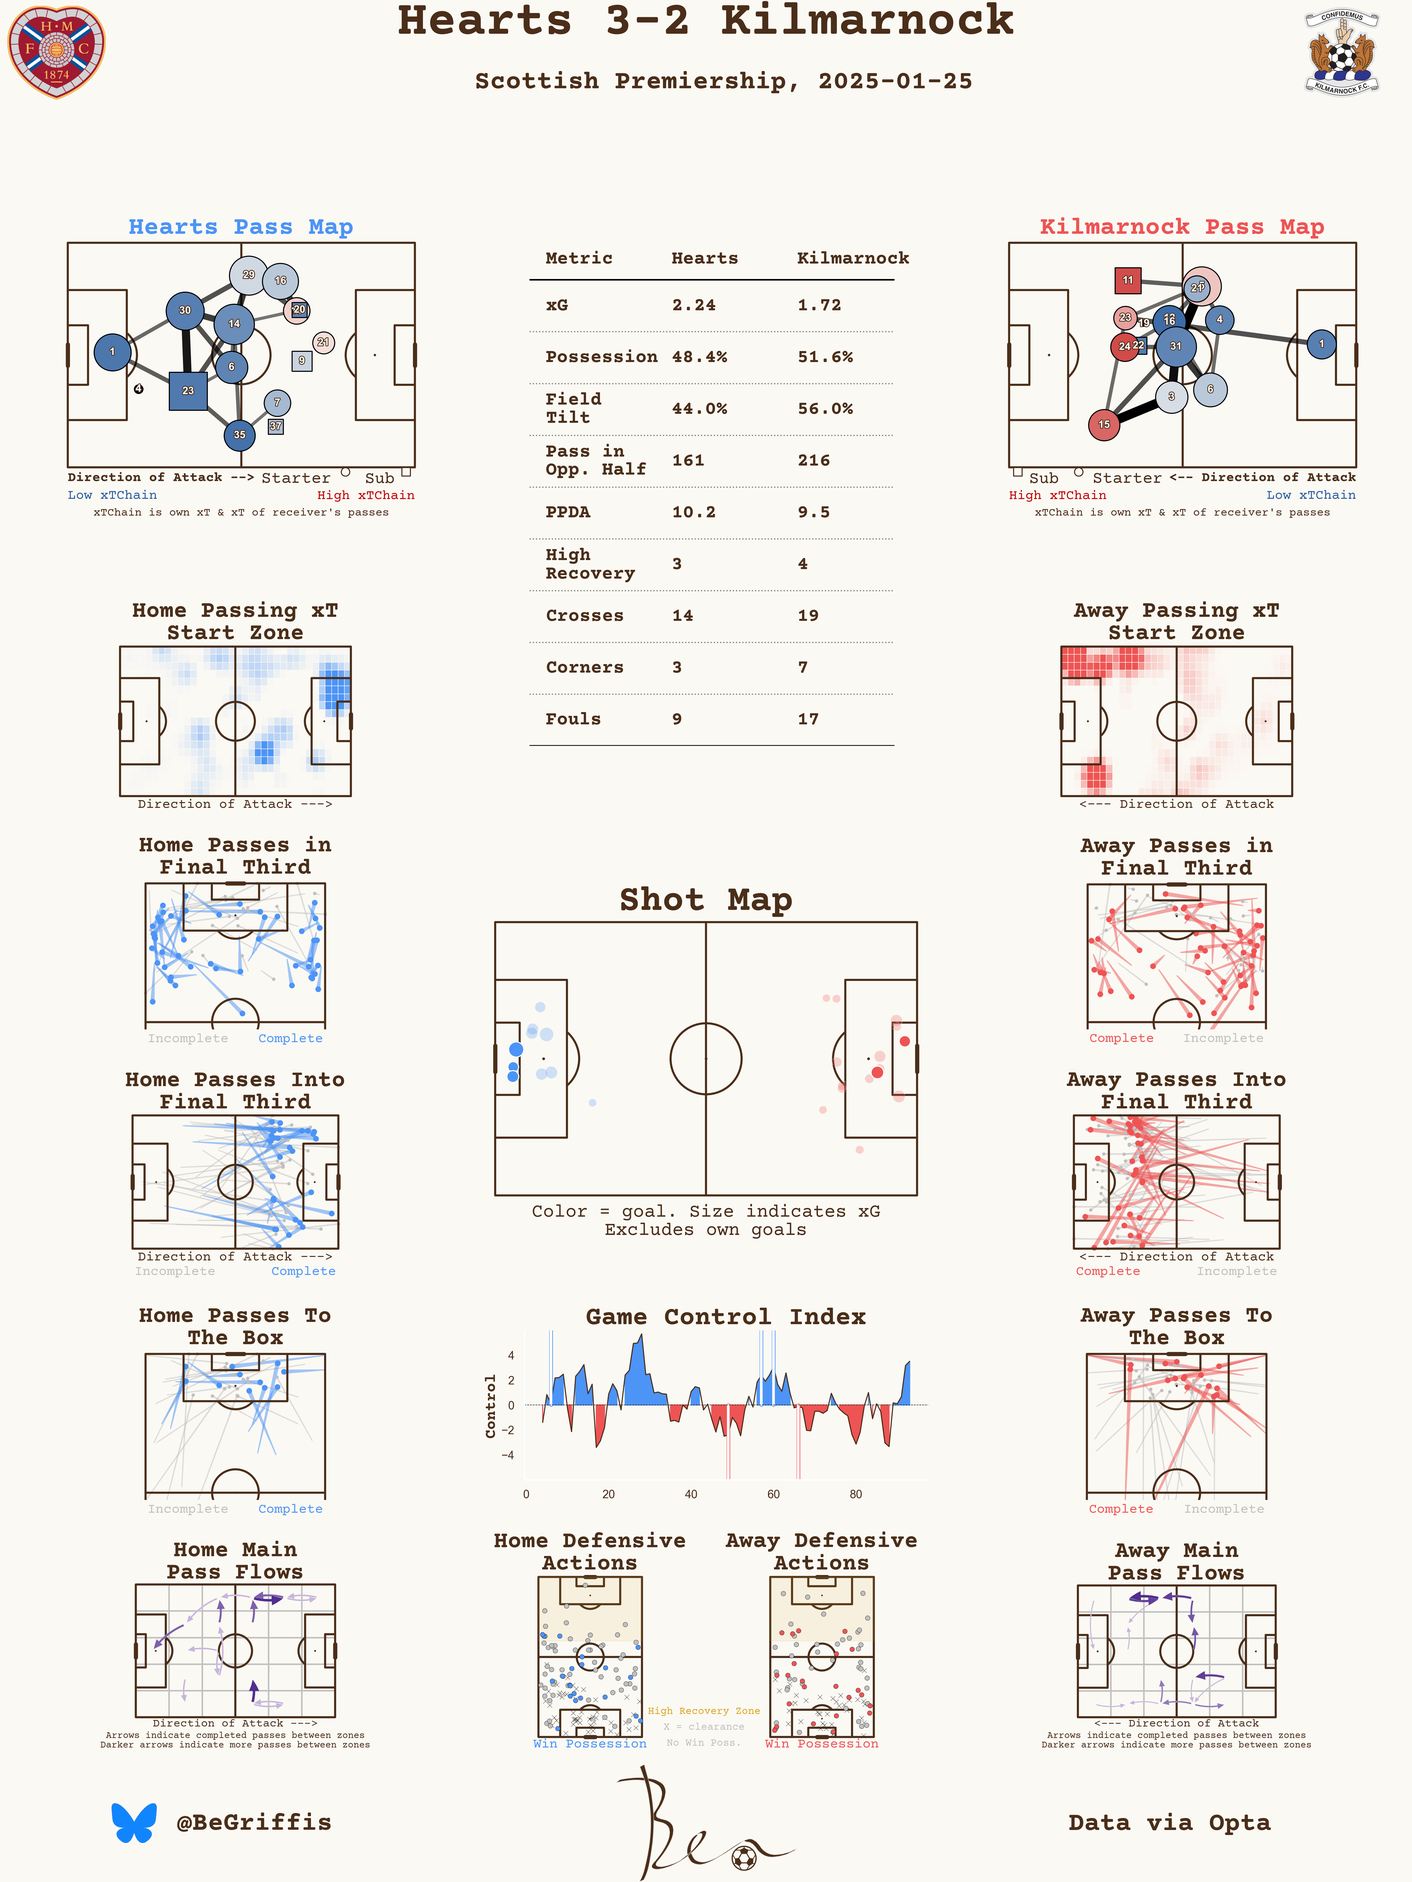 Hearts 3-2 Kilmarnock
Scottish Premiership, 2025-01-25
H·M
F C
1874
CONFIDEMUS
KILMARNOCK F.C.
Hearts Pass Map
29
16
30
20
14
21
1
9
6
4
23
7
37
35
Direction of Attack --> Starter Sub
Low xTChain High xTChain
xTChain is own xT & xT of receiver's passes
Metric Hearts Kilmarnock
xG 2.24 1.72
Possession 48.4% 51.6%
Field
Tilt 44.0% 56.0%
Pass in
Opp. Half 161 216
PPDA 10.2 9.5
High
Recovery 3 4
Crosses 14 19
Corners 3 7
Fouls 9 17
Kilmarnock Pass Map
11
21
23
19
16
4
24
22
31
1
3
6
15
Sub Starter <-- Direction of Attack
High xTChain Low xTChain
xTChain is own xT & xT of receiver's passes
Home Passing xT
Start Zone
Direction of Attack --->
Away Passing xT
Start Zone
<--- Direction of Attack
Home Passes in
Final Third
Incomplete Complete
Away Passes in
Final Third
Complete Incomplete
Shot Map
Color = goal. Size indicates xG
Excludes own goals
Home Passes Into
Final Third
Direction of Attack --->
Incomplete Complete
Away Passes Into
Final Third
<--- Direction of Attack
Complete Incomplete
Home Passes To
The Box
Incomplete Complete
Game Control Index
Control
4
2
0
−2
−4
0 20 40 60 80
Away Passes To
The Box
Complete Incomplete
Home Main
Pass Flows
Direction of Attack --->
Arrows indicate completed passes between zones
Darker arrows indicate more passes between zones
Home Defensive
Actions
Win Possession
Away Defensive
Actions
Win Possession
High Recovery Zone
X = clearance
No Win Poss.
Away Main
Pass Flows
<--- Direction of Attack
Arrows indicate completed passes between zones
Darker arrows indicate more passes between zones
@BeGriffis
Ben
Data via Opta